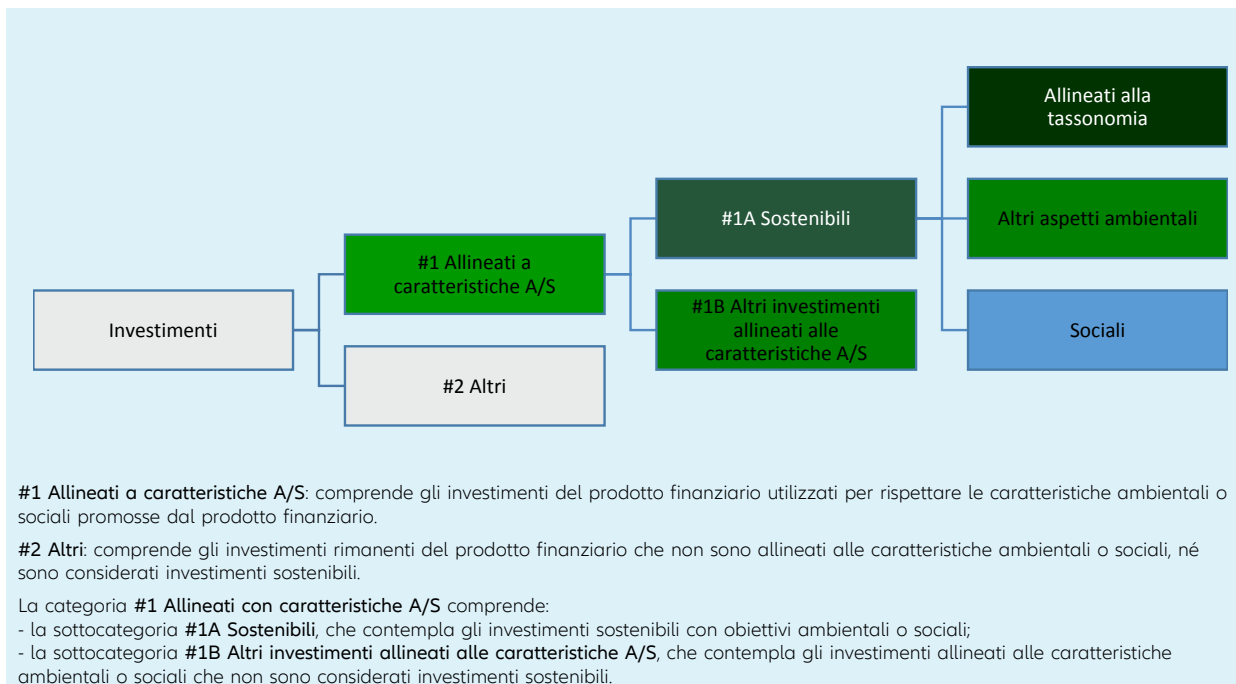 Allineati alla
tassonomia
#1A Sostenibili
Altri aspetti ambientali
#1 Allineati a
caratteristiche A/S
#1B Altri investimenti
allineati alle
caratteristiche A/S
Investimenti
Sociali
#2 Altri
#1 Allineati a caratteristiche A/S: comprende gli investimenti del prodotto finanziario utilizzati per rispettare le caratteristiche ambientali o
sociali promosse dal prodotto finanziario.
#2 Altri: comprende gli investimenti rimanenti del prodotto finanziario che non sono allineati alle caratteristiche ambientali o sociali, né
sono considerati investimenti sostenibili.
La categoria #1 Allineati con caratteristiche A/S comprende:
- la sottocategoria #1A Sostenibili, che contempla gli investimenti sostenibili con obiettivi ambientali o sociali;
- la sottocategoria #1B Altri investimenti allineati alle caratteristiche A/S, che contempla gli investimenti allineati alle caratteristiche
ambientali o sociali che non sono considerati investimenti sostenibili.